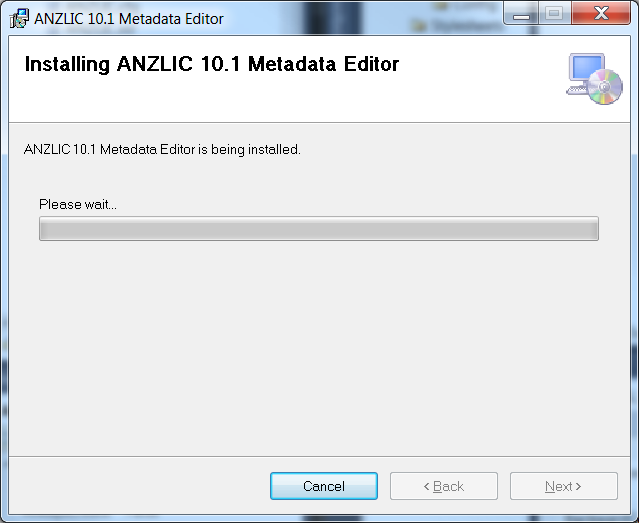 ANZLIC 10.1 Metadata Editor
Installing ANZLIC 10.1 Metadata Editor
ANZLIC 10.1 Metadata Editor is being installed.
Please wait...
Cancel
< Back
Next >